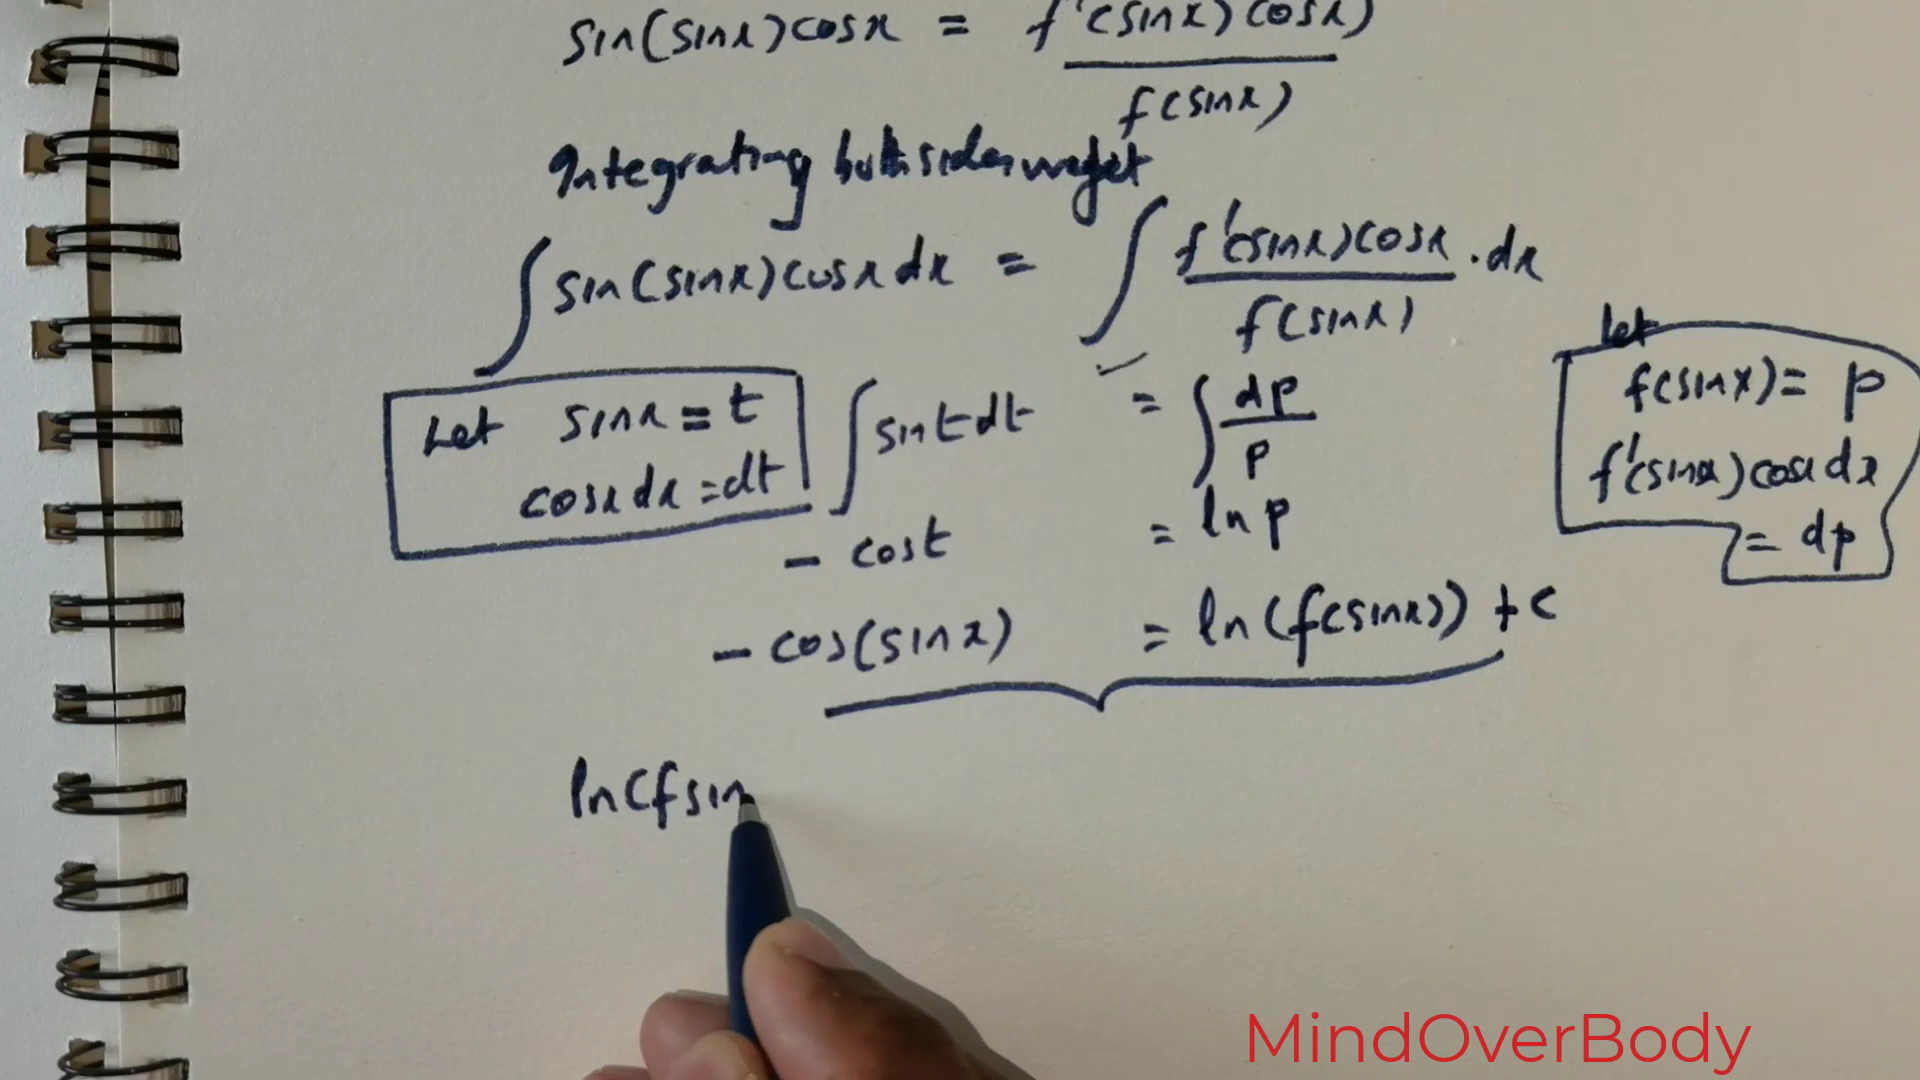 sin(sinx)cosx = f'(sinx)cosx)
f(sinx)
Integrating both sides we get
∫ sin(sinx)cosx dx = ∫ f'(sinx)cosx . dx
f(sinx)
Let sinx = t
cosx dx = dt
∫ sint dt = ∫ dp
p
- cost = ln p
- cos(sinx) = ln(f(sinx)) + c
let
f(sinx) = p
f'(sinx)cosx dx
= dp
ln(fsin
MindOverBody